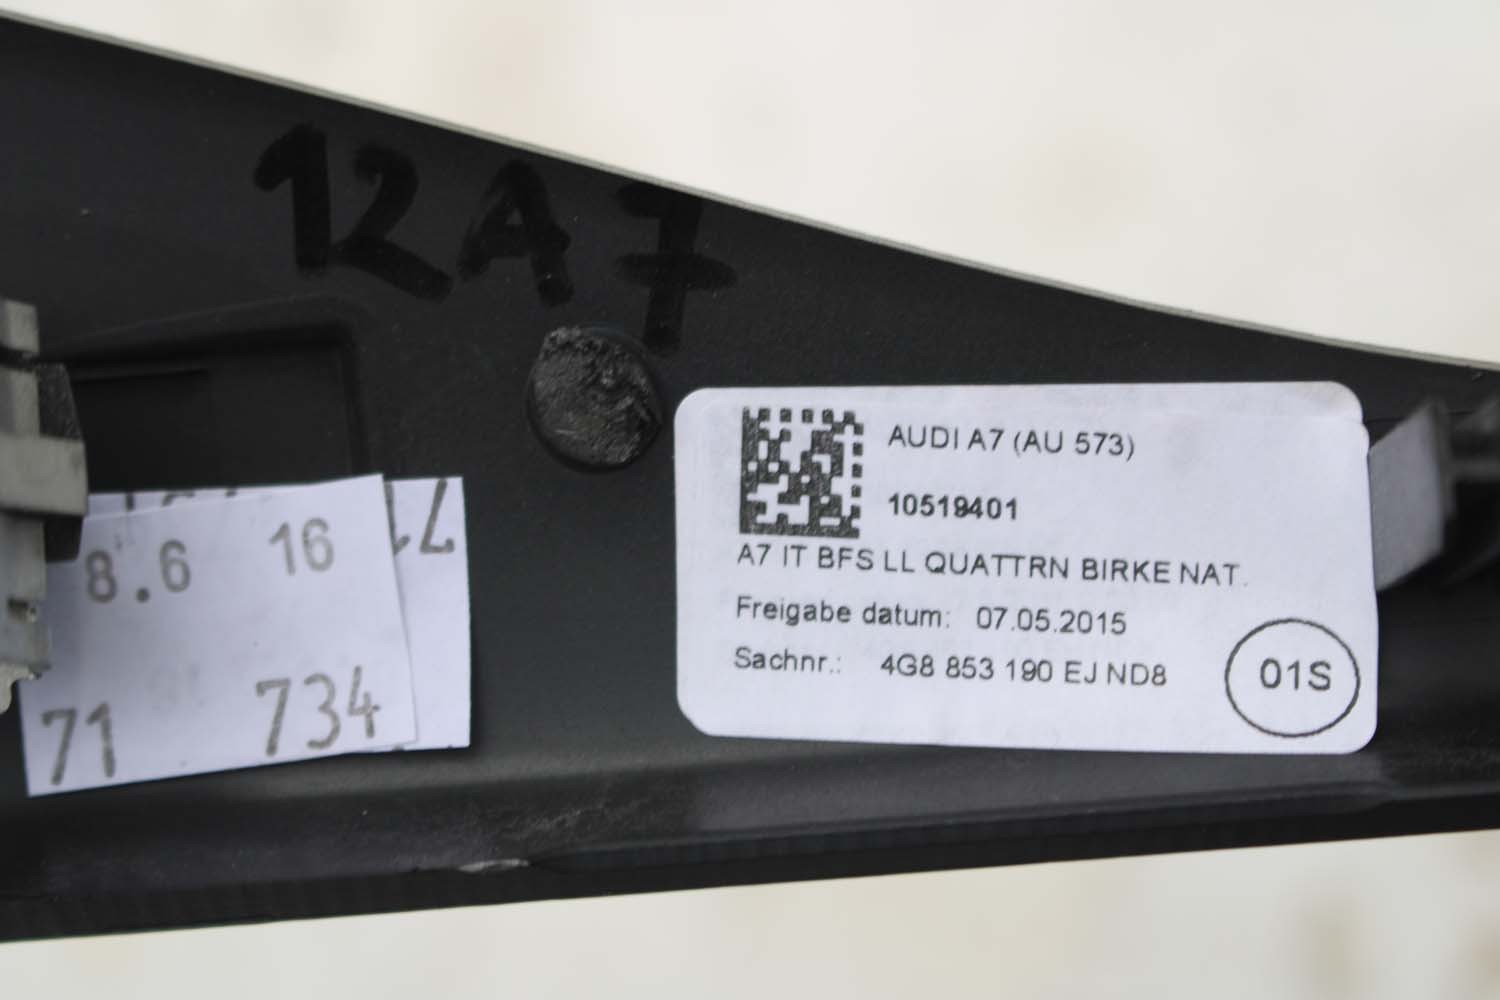 12A7
AUDI A7 (AU 573)
10519401
A7 IT BFS LL QUATTRN BIRKE NAT.
Freigabe datum: 07.05.2015
Sachnr.: 4G8 853 190 EJ ND8
01S
8.6 16
71 734